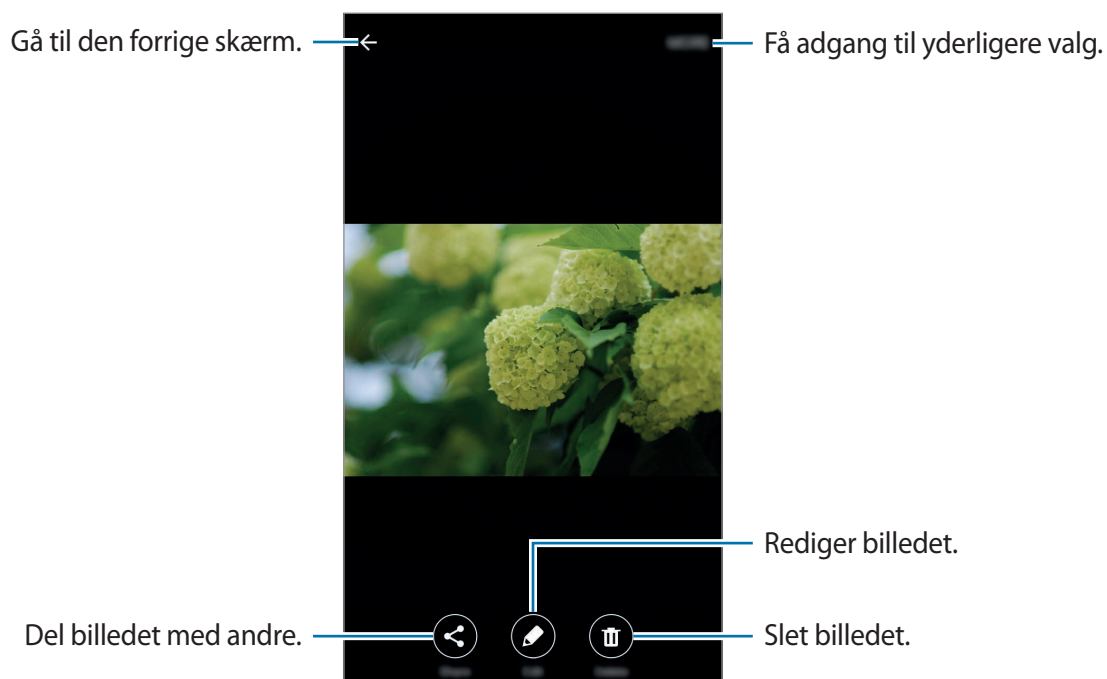 Gå til den forrige skærm.
Få adgang til yderligere valg.
Rediger billedet.
Del billedet med andre.
Slet billedet.